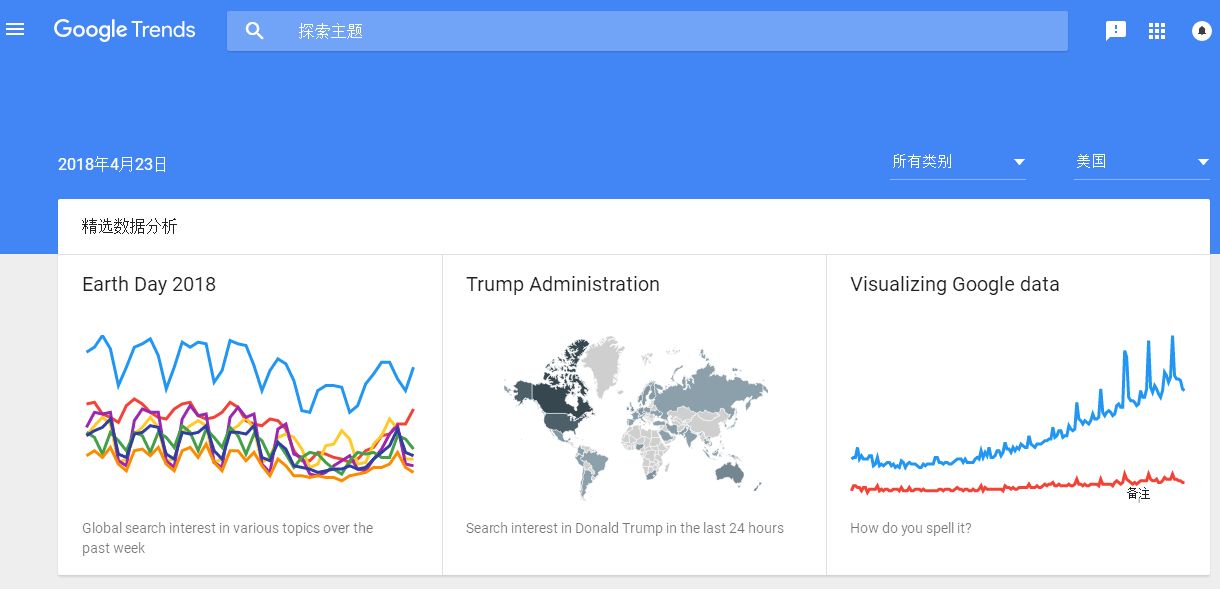 Google Trends
探索主题
2018年4月23日
所有类别
美国
精选数据分析
Earth Day 2018
Trump Administration
Visualizing Google data
备注
Global search interest in various topics over the
past week
Search interest in Donald Trump in the last 24 hours
How do you spell it?